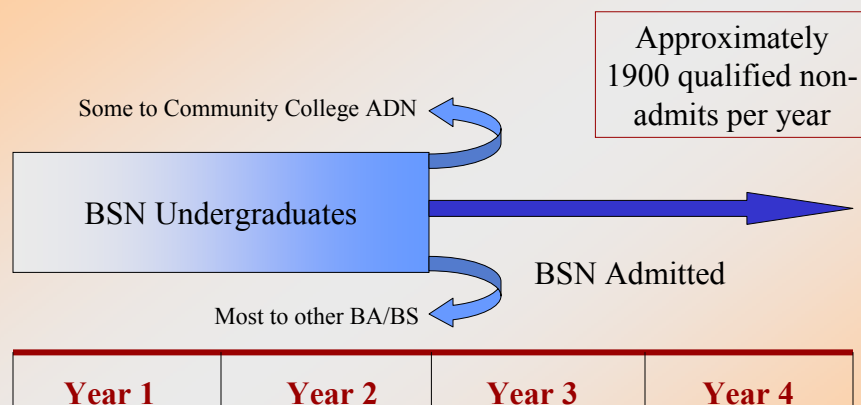 Approximately
1900 qualified non-
admits per year
Some to Community College ADN
BSN Undergraduates
BSN Admitted
Most to other BA/BS
Year 1 Year 2 Year 3 Year 4